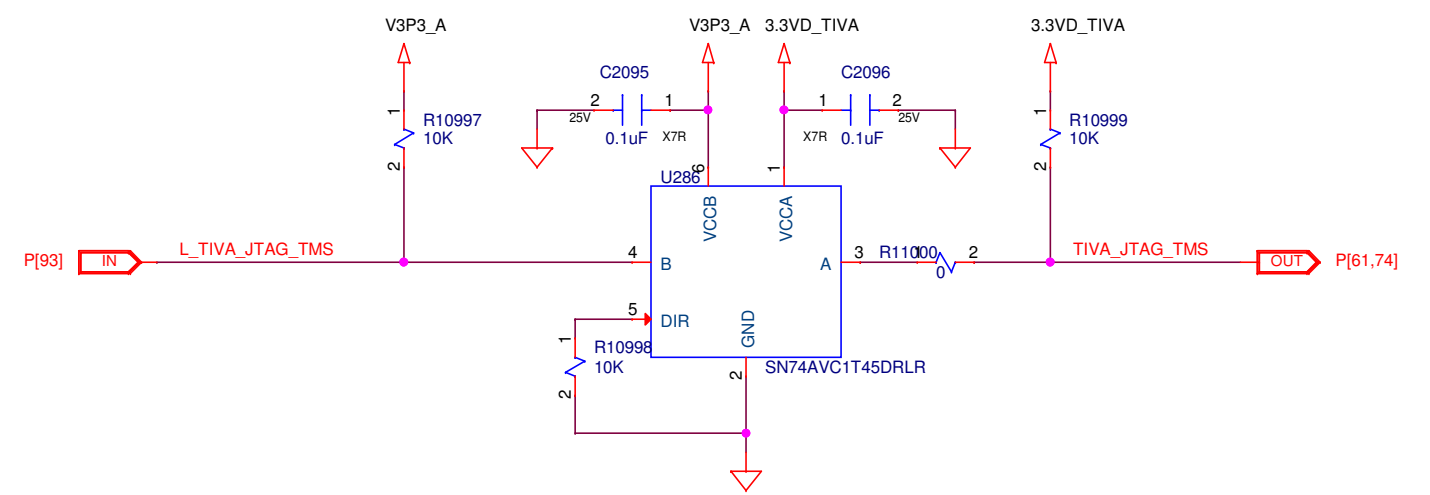 V3P3_A
V3P3_A
3.3VD_TIVA
3.3VD_TIVA
C2095
C2096
2
1
1
2
25V
0.1uF
X7R
X7R
0.1uF
25V
1
R10997
10K
2
1
R10999
10K
2
U286
6
1
VCCB
VCCA
P[93]
IN
L_TIVA_JTAG_TMS
4
B
A
3
R11000
1
2
0
TIVA_JTAG_TMS
OUT
P[61,74]
5
DIR
GND
1
R10998
10K
2
2
SN74AVC1T45DRLR